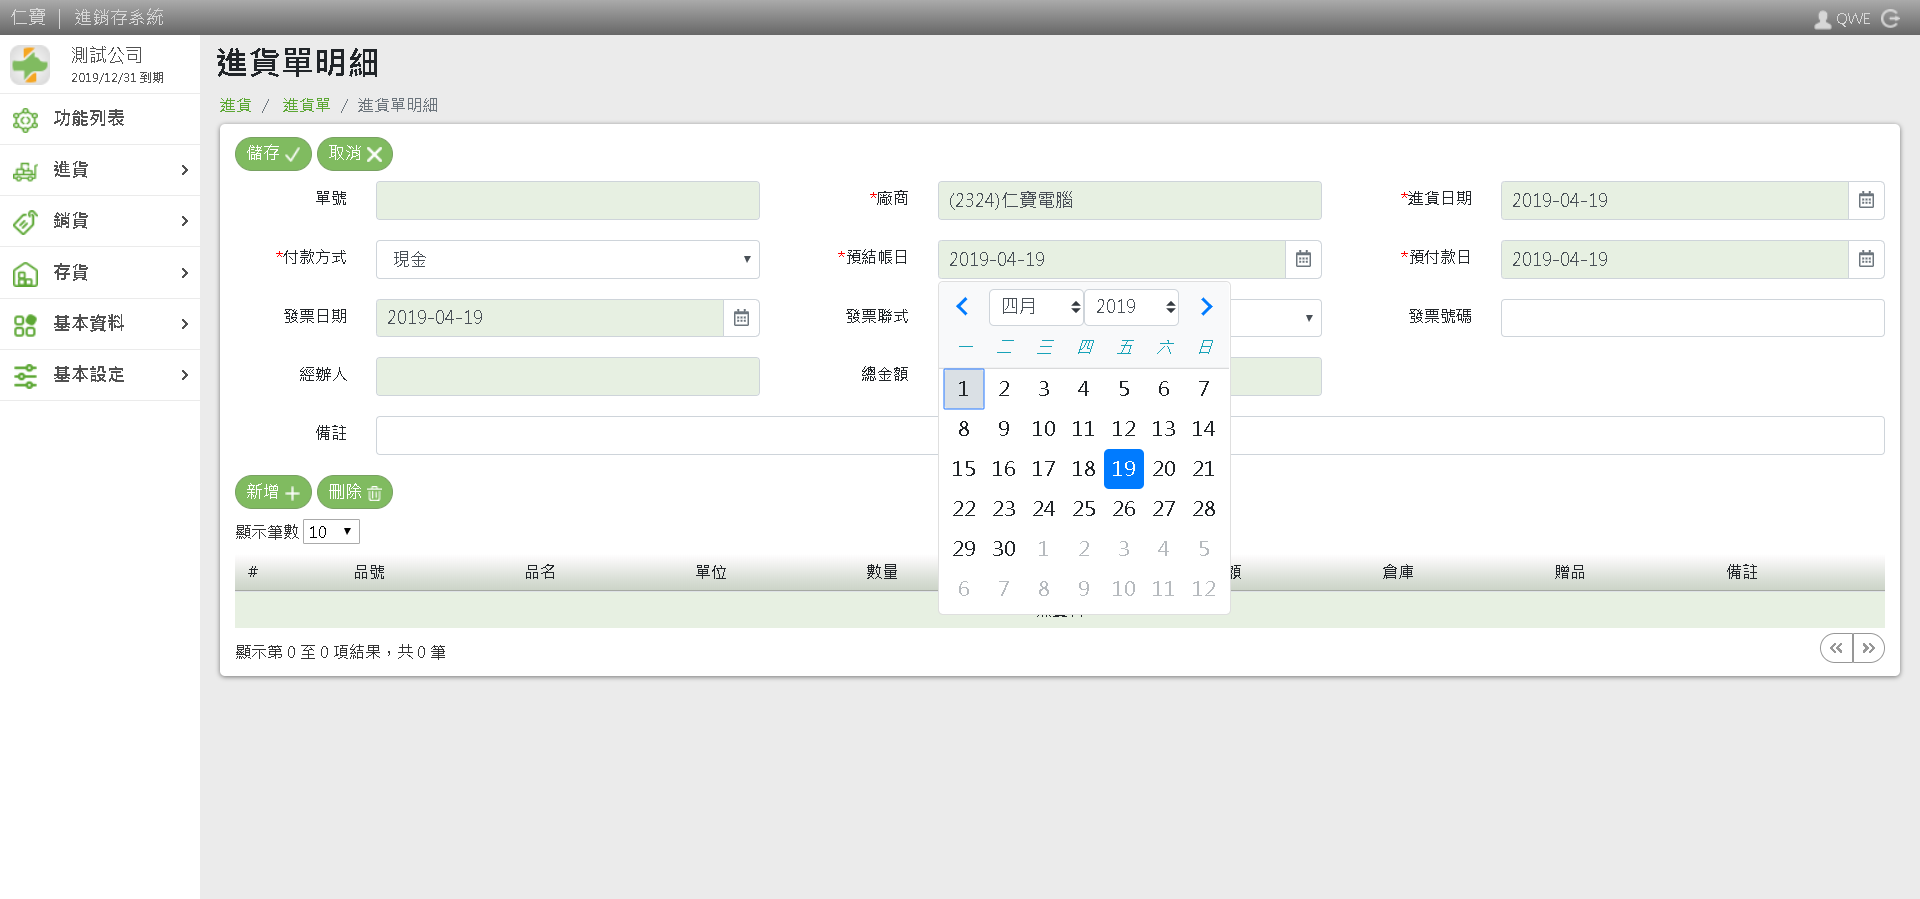 仁寶 | 進銷存系統
QWE
測試公司
2019/12/31 到期
功能列表
進貨
銷貨
存貨
基本資料
基本設定
進貨單明細
進貨 / 進貨單 / 進貨單明細
儲存
取消
單號
*廠商 (2324)仁寶電腦
*進貨日期 2019-04-19
*付款方式 現金
*預結帳日 2019-04-19
*預付款日 2019-04-19
發票日期 2019-04-19
發票聯式
發票號碼
經辦人
總金額
備註
四月 2019
一 二 三 四 五 六 日
1 2 3 4 5 6 7
8 9 10 11 12 13 14
15 16 17 18 19 20 21
22 23 24 25 26 27 28
29 30 1 2 3 4 5
6 7 8 9 10 11 12
新增
刪除
顯示筆數 10
# 品號 品名 單位 數量 額 倉庫 贈品 備註
顯示第 0 至 0 項結果，共 0 筆